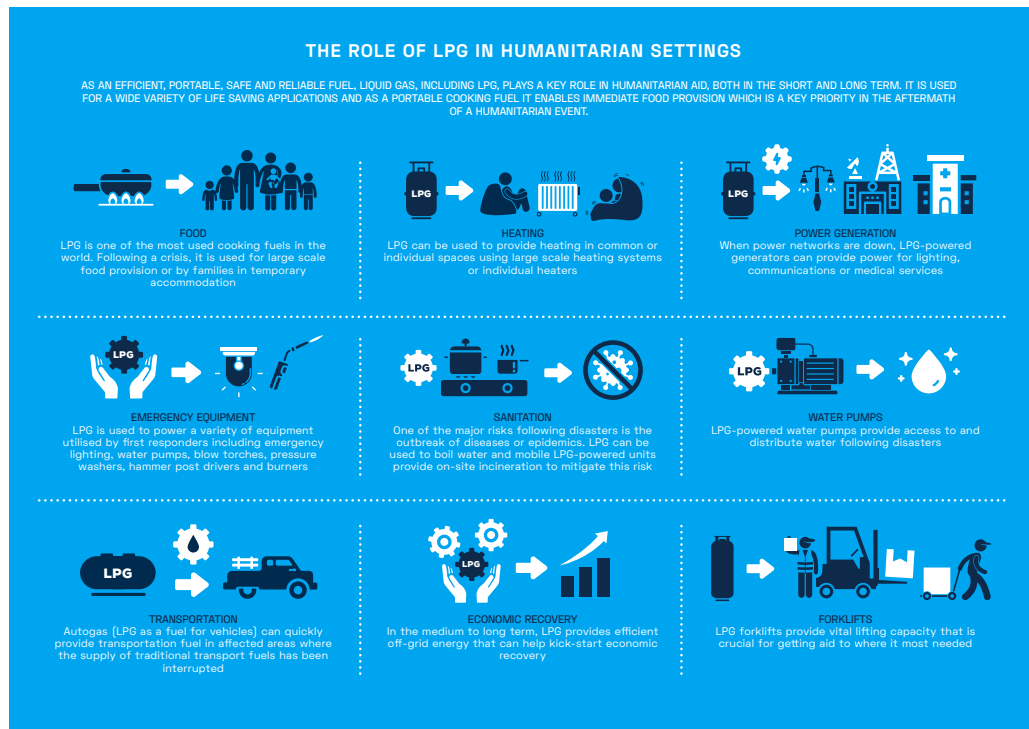 THE ROLE OF LPG IN HUMANITARIAN SETTINGS
AS AN EFFICIENT, PORTABLE, SAFE AND RELIABLE FUEL, LIQUID GAS, INCLUDING LPG, PLAYS A KEY ROLE IN HUMANITARIAN AID, BOTH IN THE SHORT AND LONG TERM. IT IS USED
FOR A WIDE VARIETY OF LIFE SAVING APPLICATIONS AND AS A PORTABLE COOKING FUEL IT ENABLES IMMEDIATE FOOD PROVISION WHICH IS A KEY PRIORITY IN THE AFTERMATH
OF A HUMANITARIAN EVENT.
FOOD
LPG is one of the most used cooking fuels in the
world. Following a crisis, it is used for large scale
food provision or by families in temporary
accommodation
LPG
HEATING
LPG can be used to provide heating in common or
individual spaces using large scale heating systems
or individual heaters
LPG
POWER GENERATION
When power networks are down, LPG-powered
generators can provide power for lighting,
communications or medical services
LPG
EMERGENCY EQUIPMENT
LPG is used to power a variety of equipment
utilised by first responders including emergency
lighting, water pumps, blow torches, pressure
washers, hammer post drivers and burners
LPG
SANITATION
One of the major risks following disasters is the
outbreak of diseases or epidemics. LPG can be
used to boil water and mobile LPG-powered units
provide on-site incineration to mitigate this risk
LPG
WATER PUMPS
LPG-powered water pumps provide access to and
distribute water following disasters
LPG
TRANSPORTATION
Autogas (LPG as a fuel for vehicles) can quickly
provide transportation fuel in affected areas where
the supply of traditional transport fuels has been
interrupted
LPG
ECONOMIC RECOVERY
In the medium to long term, LPG provides efficient
off-grid energy that can help kick-start economic
recovery
FORKLIFTS
LPG forklifts provide vital lifting capacity that is
crucial for getting aid to where it most needed